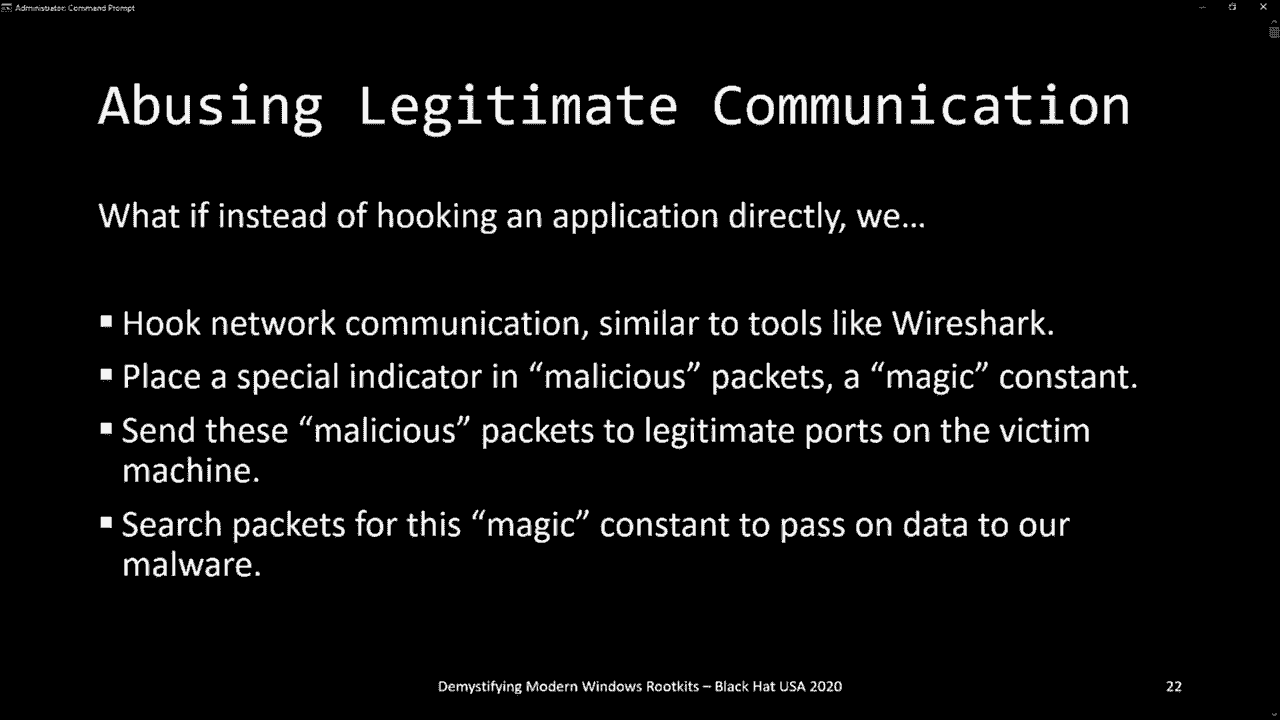 Administrator: Command Prompt
Abusing Legitimate Communication
What if instead of hooking an application directly, we…
▪ Hook network communication, similar to tools like Wireshark.
▪ Place a special indicator in “malicious” packets, a “magic” constant.
▪ Send these “malicious” packets to legitimate ports on the victim
machine.
▪ Search packets for this “magic” constant to pass on data to our
malware.
Demystifying Modern Windows Rootkits – Black Hat USA 2020
22